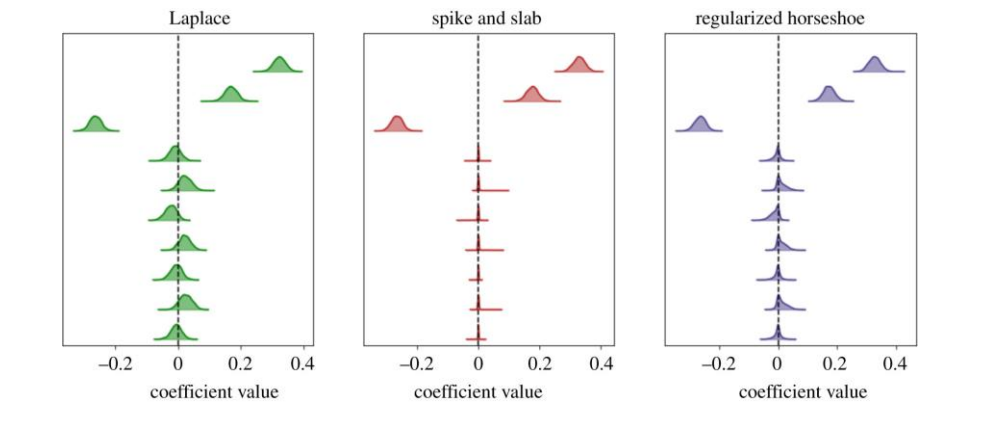 Laplace
spike and slab
regularized horseshoe
–0.2 0 0.2 0.4
–0.2 0 0.2 0.4
–0.2 0 0.2 0.4
coefficient value
coefficient value
coefficient value